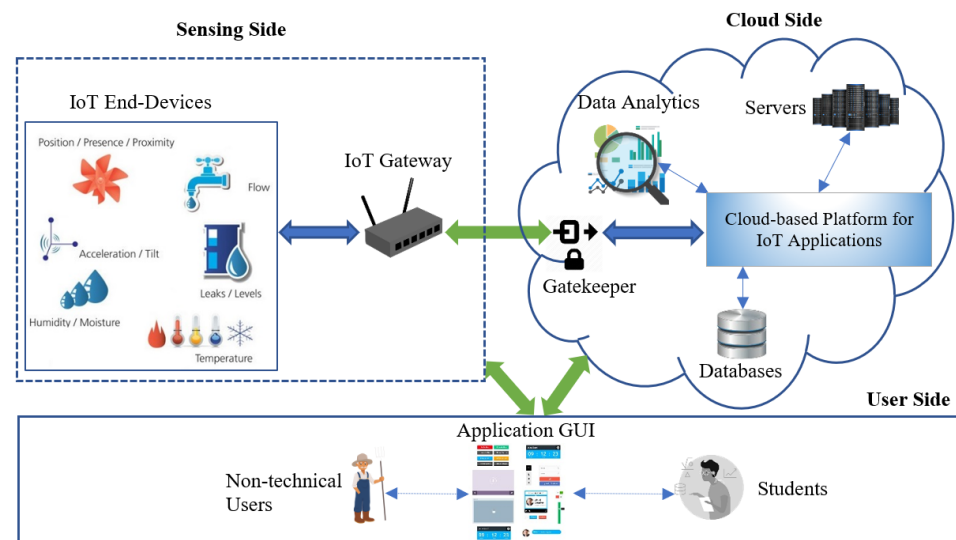 Sensing Side
Cloud Side
IoT End-Devices
Position / Presence / Proximity
Flow
Acceleration / Tilt
Leaks / Levels
Humidity / Moisture
Temperature
IoT Gateway
Data Analytics
Servers
Cloud-based Platform for
IoT Applications
Gatekeeper
Databases
User Side
Application GUI
Non-technical
Users
Students